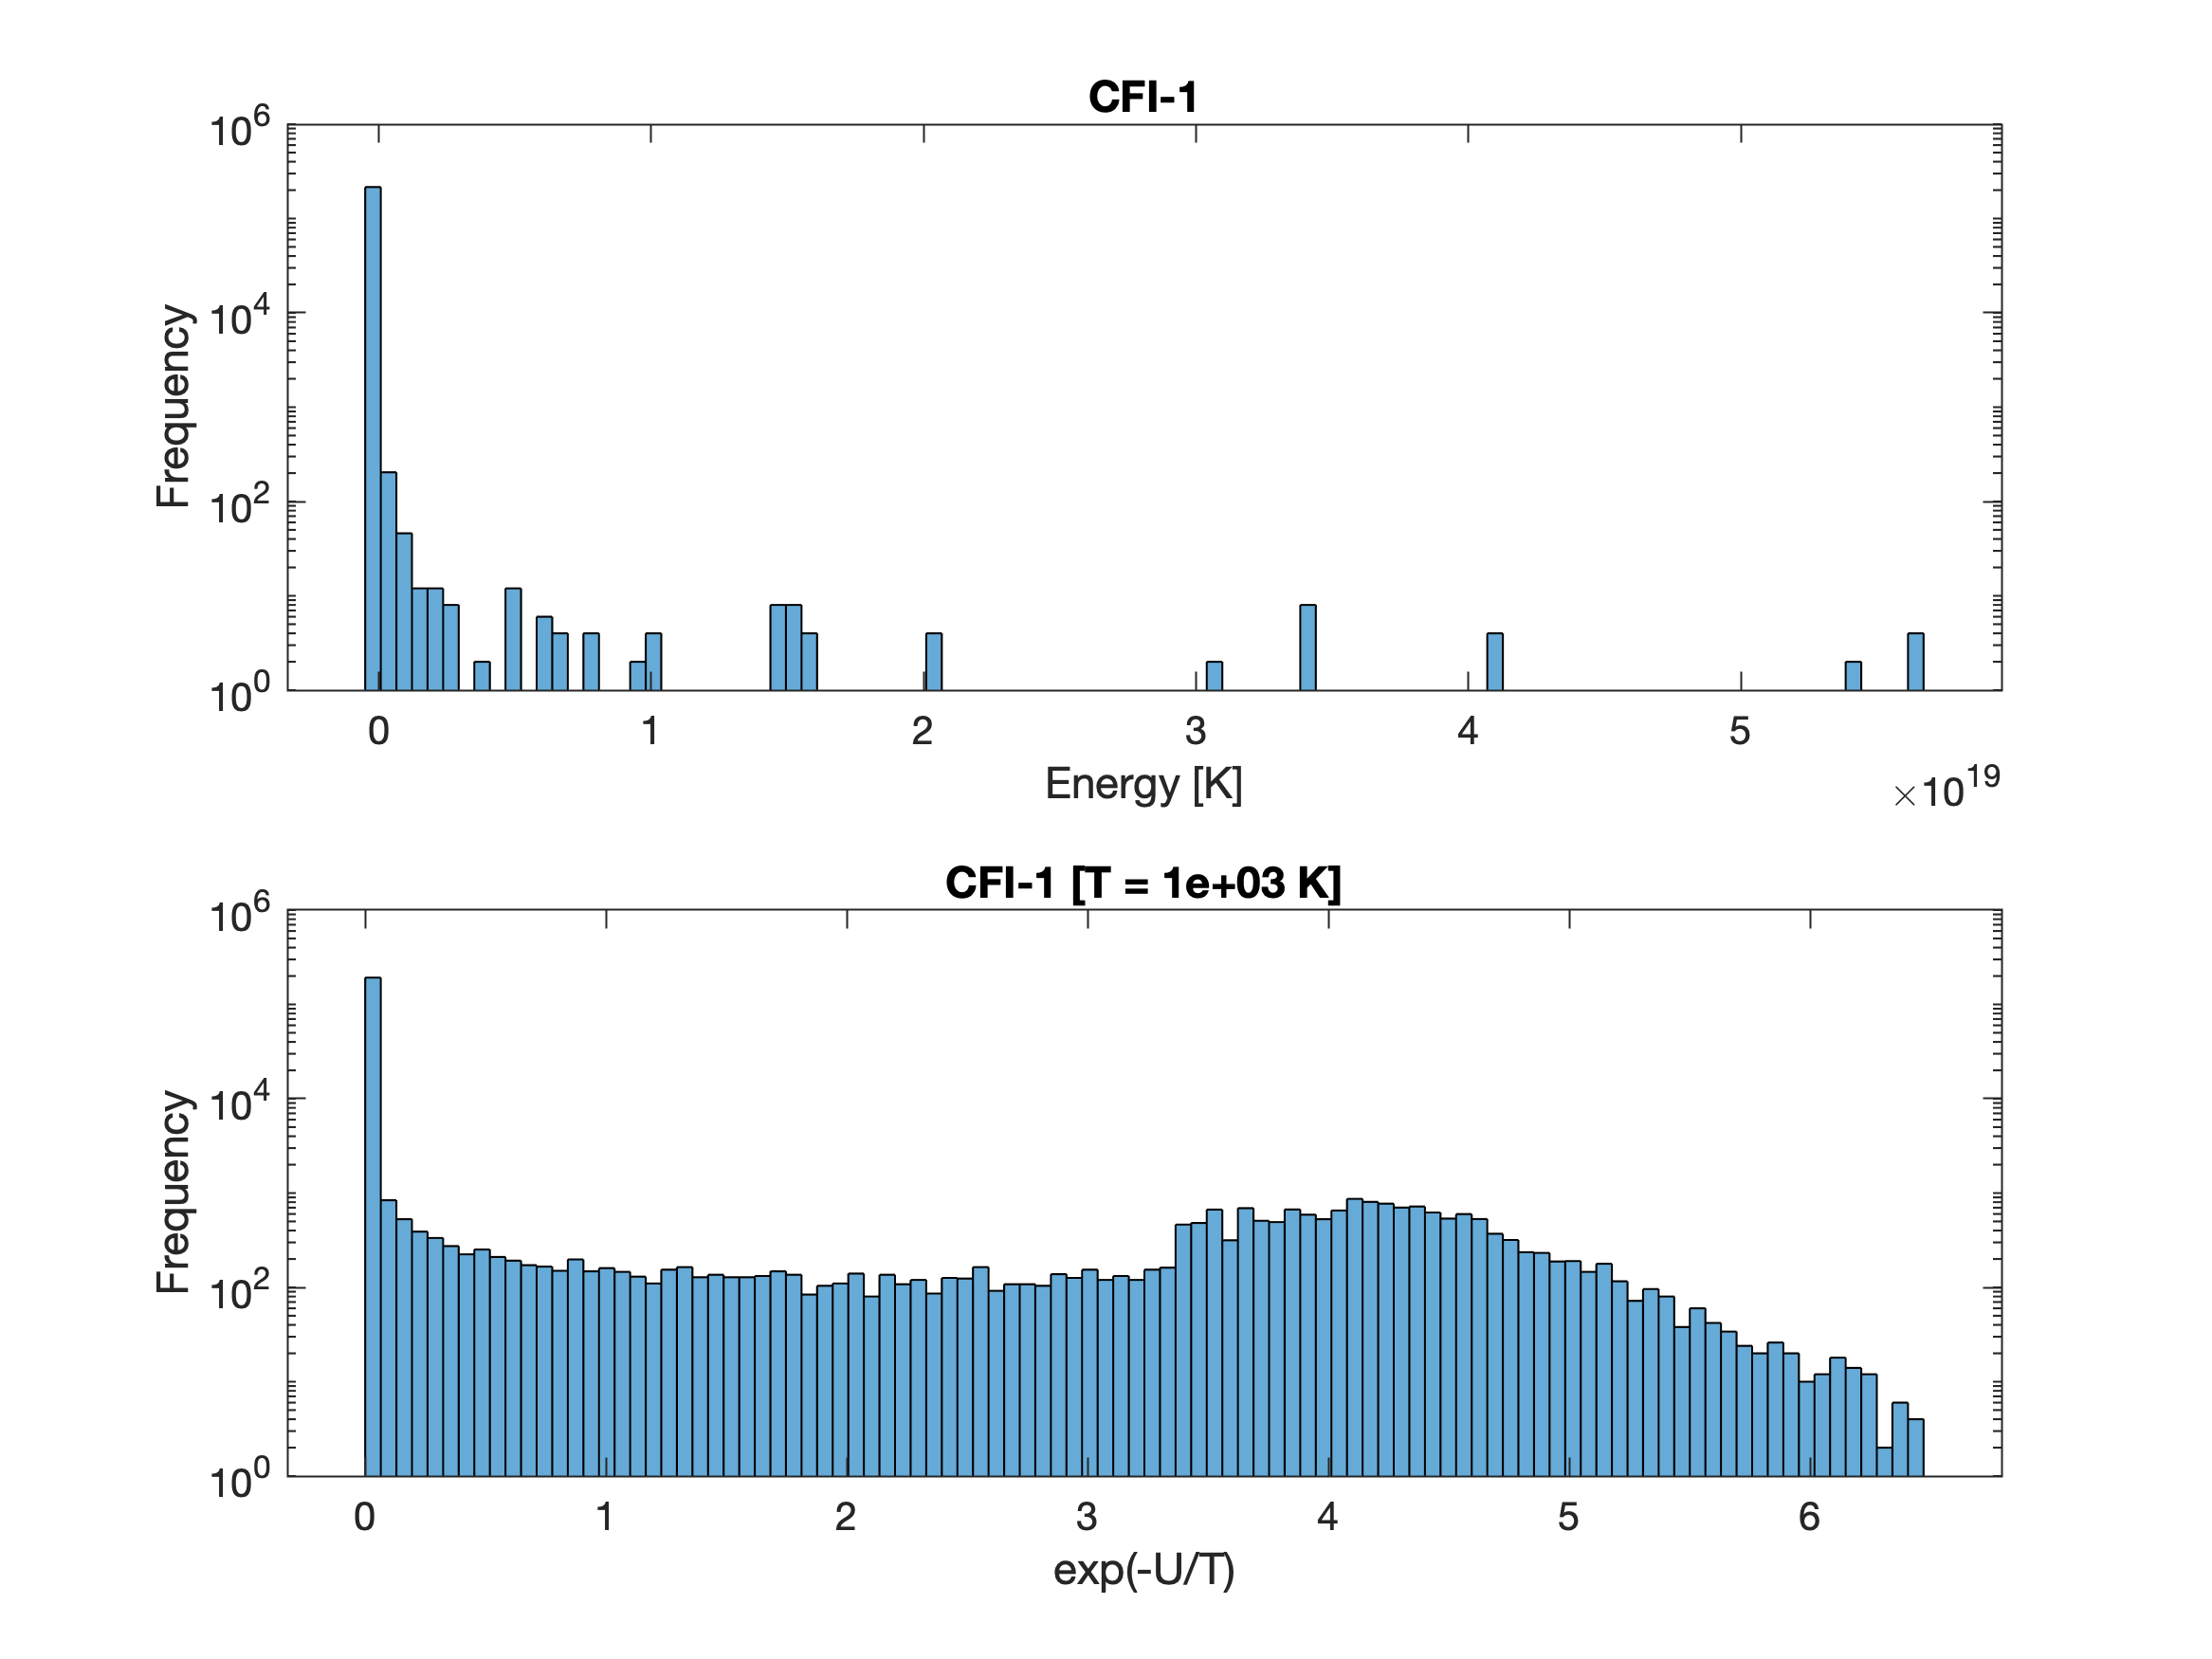 CFI-1
10^6
10^4
10^2
10^0
Frequency
0 1 2 3 4 5
Energy [K]
×10^19
CFI-1 [T = 1e+03 K]
10^6
10^4
10^2
10^0
Frequency
0 1 2 3 4 5 6
exp(-U/T)